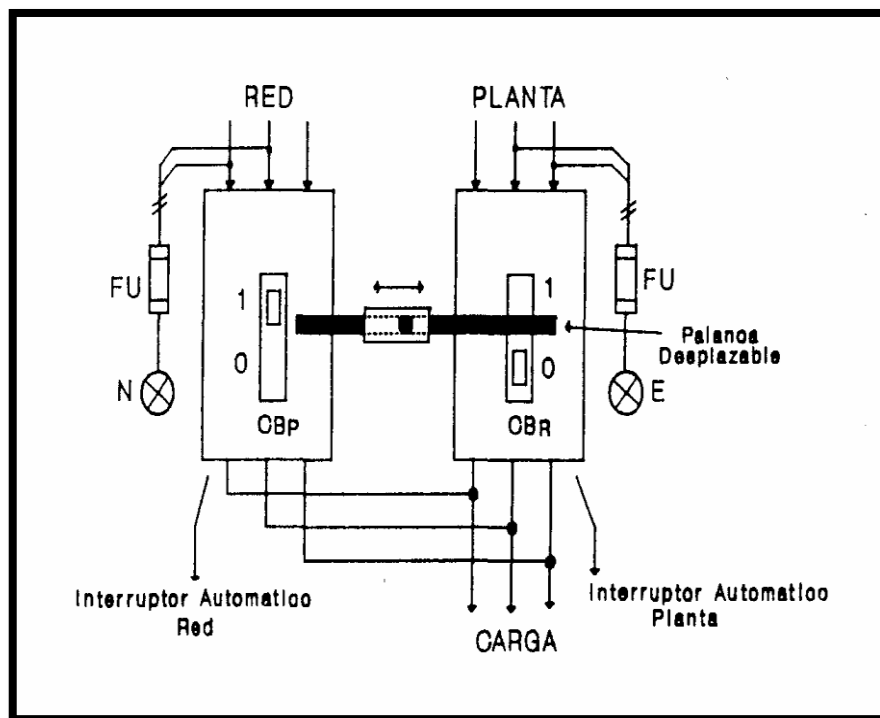 RED
PLANTA
FU
1
0
N
CBP
1
0
CBR
FU
E
Palanca
Desplazable
Interruptor Automatico
Red
Interruptor Automatico
Planta
CARGA